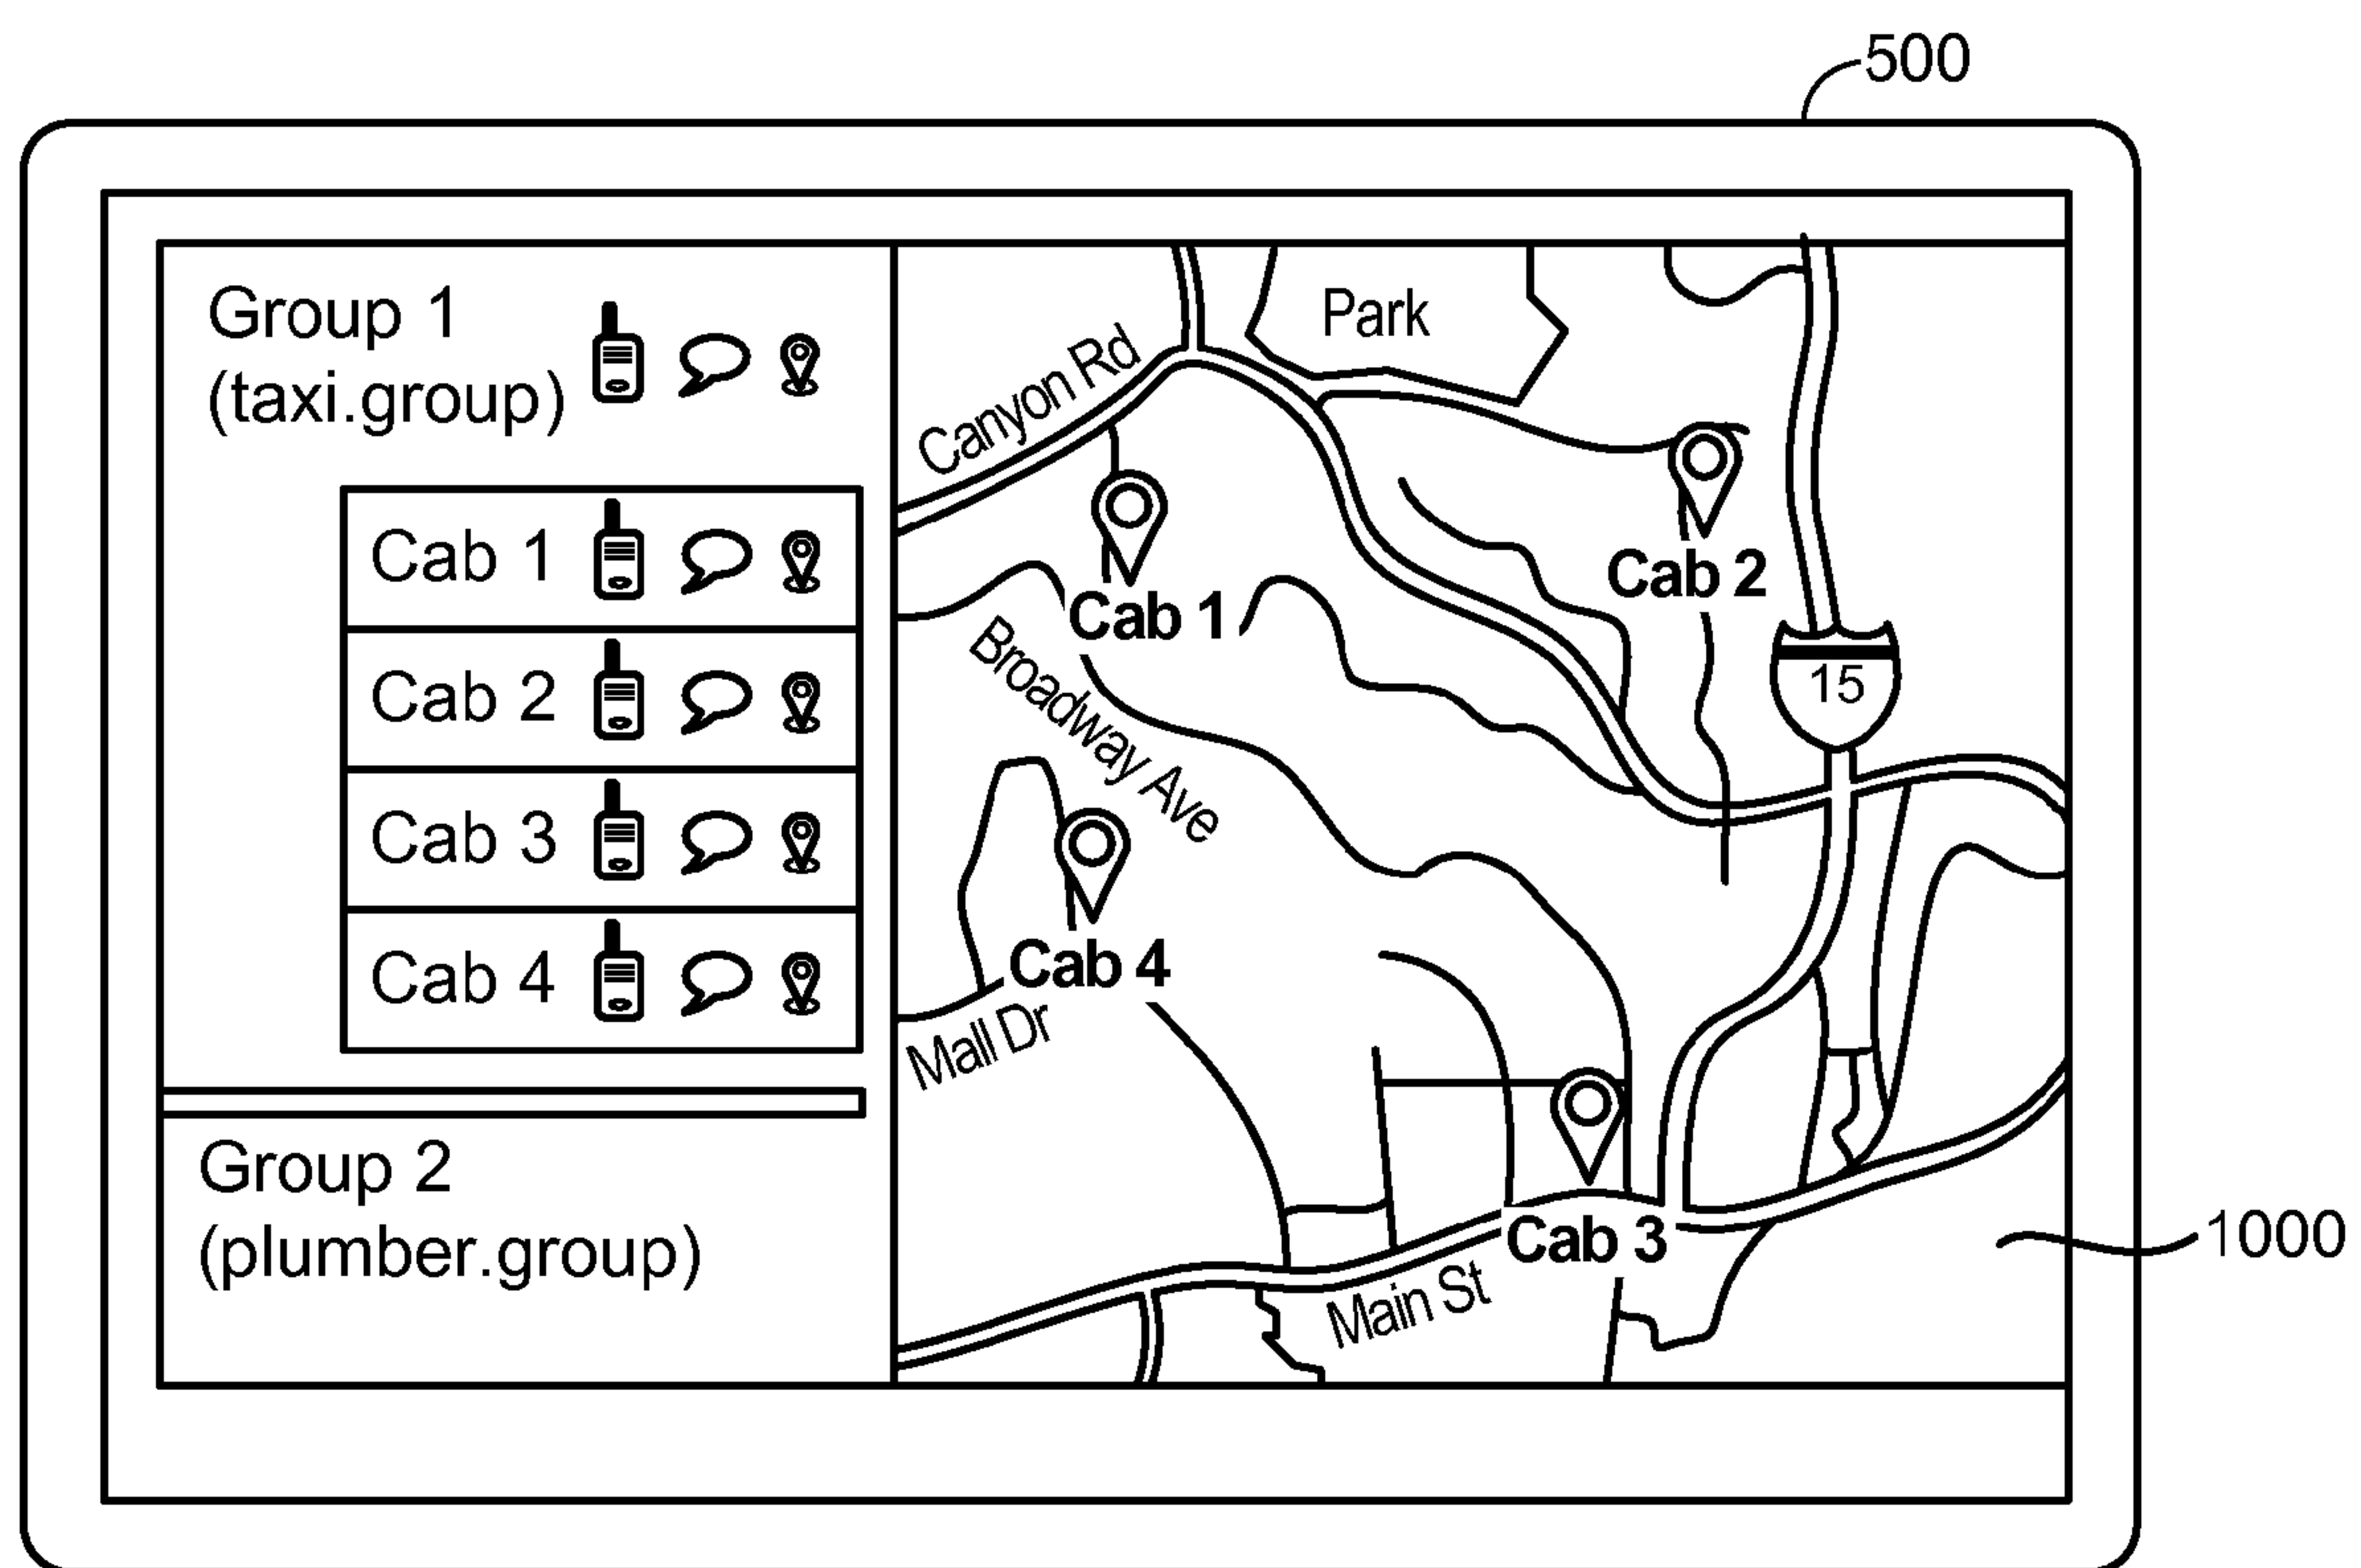 500
Group 1
(taxi.group)
Cab 1
Cab 2
Cab 3
Cab 4
Group 2
(plumber.group)
Park
Canyon Rd
Cab 1
Cab 2
15
Broadway Ave
Cab 4
Mall Dr
Cab 3
Main St
1000